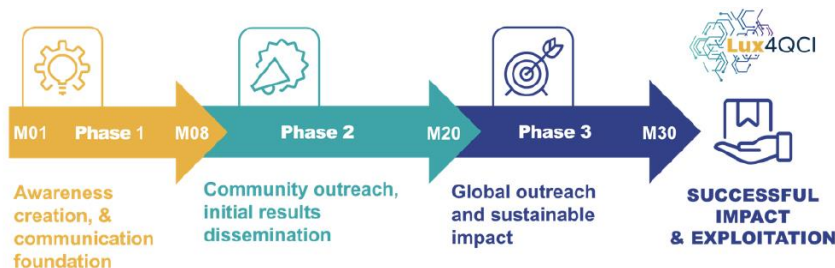 Lux4QCI
M01 Phase 1 M08 Phase 2 M20 Phase 3 M30
Awareness
creation, &
communication
foundation
Community outreach,
initial results
dissemination
Global outreach
and sustainable
impact
SUCCESSFUL
IMPACT
& EXPLOITATION